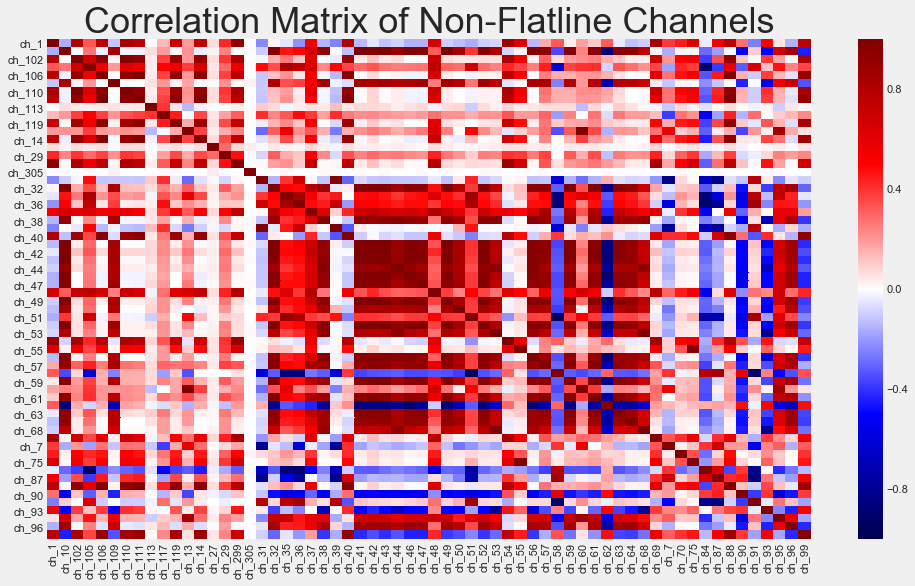 Correlation Matrix of Non-Flatline Channels
ch_1
ch_102
ch_106
ch_110
ch_113
ch_119
ch_14
ch_29
ch_305
ch_32
ch_36
ch_38
ch_40
ch_42
ch_44
ch_47
ch_49
ch_51
ch_53
ch_55
ch_57
ch_59
ch_61
ch_63
ch_68
ch_7
ch_75
ch_87
ch_90
ch_93
ch_96
ch_1
ch_10
ch_102
ch_105
ch_106
ch_109
ch_110
ch_111
ch_113
ch_117
ch_119
ch_13
ch_14
ch_27
ch_29
ch_299
ch_305
ch_31
ch_32
ch_35
ch_36
ch_37
ch_38
ch_39
ch_40
ch_41
ch_42
ch_43
ch_44
ch_46
ch_47
ch_48
ch_49
ch_50
ch_51
ch_52
ch_53
ch_54
ch_55
ch_56
ch_57
ch_58
ch_59
ch_60
ch_61
ch_62
ch_63
ch_64
ch_68
ch_69
ch_7
ch_70
ch_75
ch_84
ch_87
ch_88
ch_90
ch_91
ch_93
ch_95
ch_96
ch_99
0.8
0.4
0.0
−0.4
−0.8